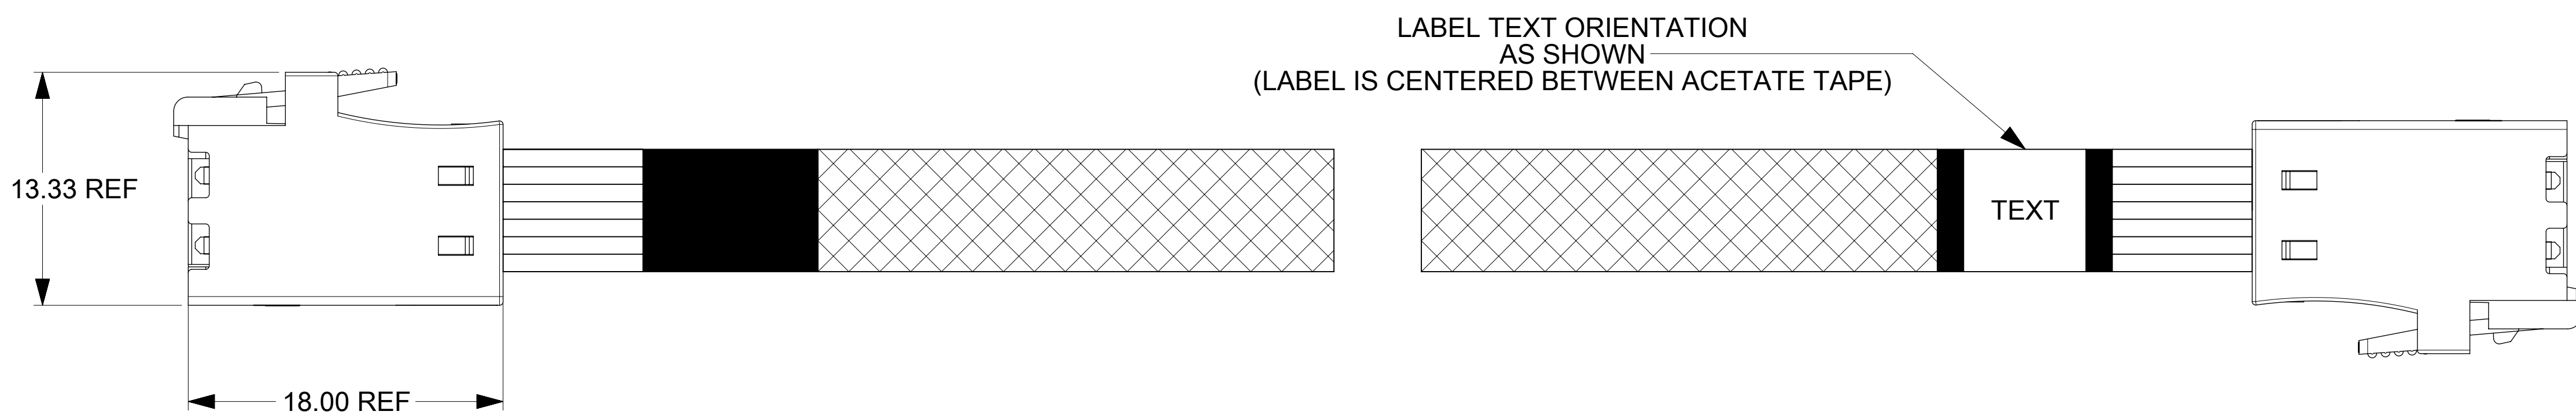 LABEL TEXT ORIENTATION
AS SHOWN
(LABEL IS CENTERED BETWEEN ACETATE TAPE)
13.33 REF
TEXT
18.00 REF